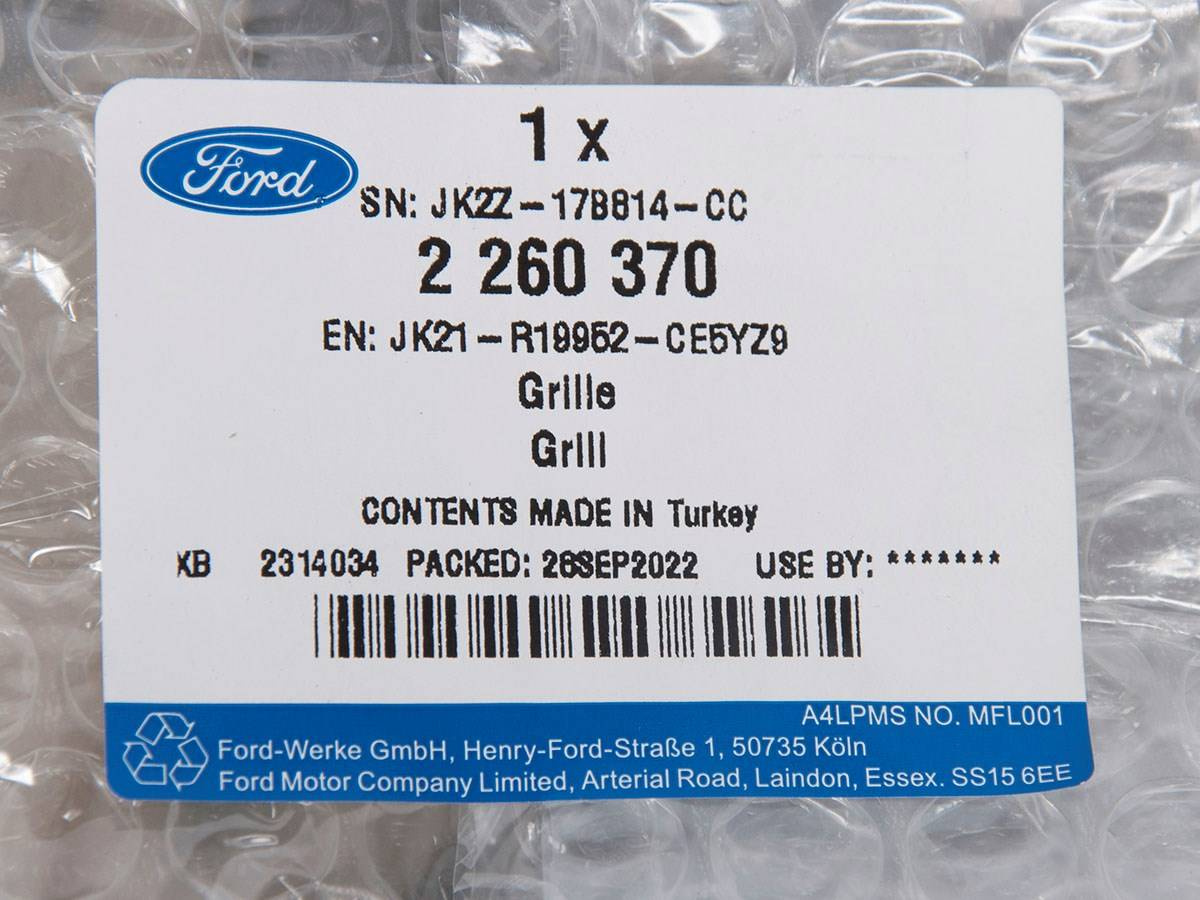 Ford
1 x
SN: JK2Z-17B814-CC
2 260 370
EN: JK21-R19952-CE5YZ9
Grille
Grill
CONTENTS MADE IN Turkey
XB 2314034 PACKED: 26SEP2022 USE BY: *******
A4LPMS NO. MFL001
Ford-Werke GmbH, Henry-Ford-Straße 1, 50735 Köln
Ford Motor Company Limited, Arterial Road, Laindon, Essex. SS15 6EE